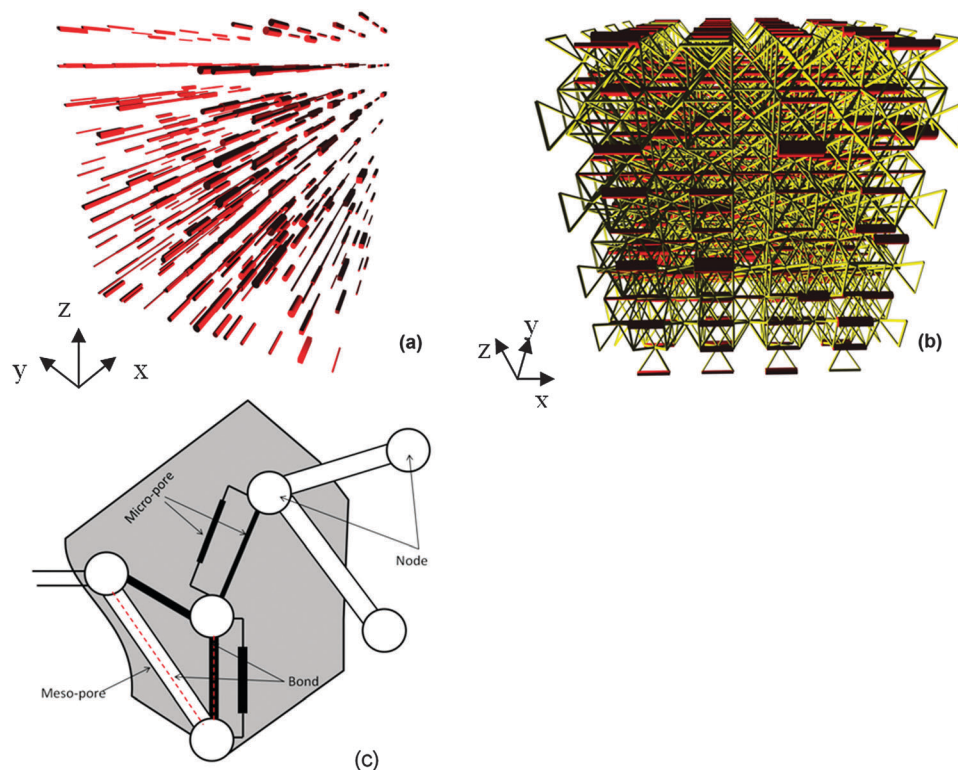 z
y
x
(a)
z
y
x
(b)
Micro-pore
Node
Meso-pore
Bond
(c)